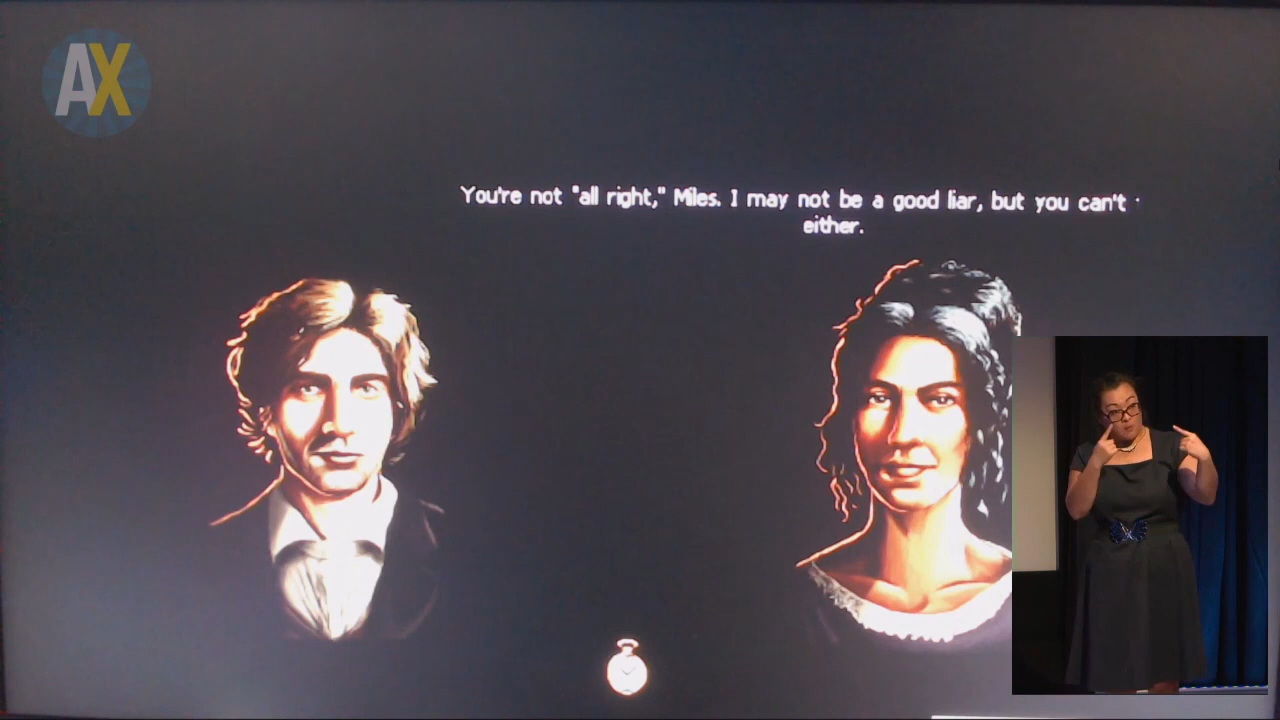 AX
You're not "all right," Miles. I may not be a good liar, but you can't
either.